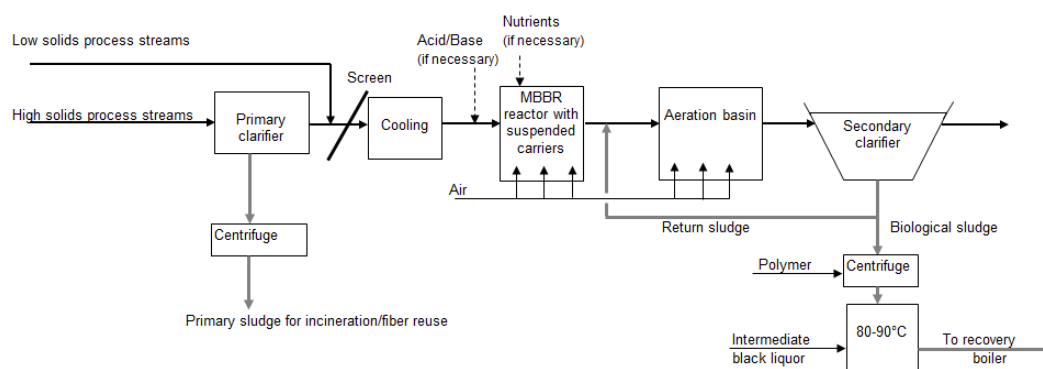 Low solids process streams
High solids process streams
Primary
clarifier
Screen
Cooling
Acid/Base
(if necessary)
Nutrients
(if necessary)
MBBR
reactor with
suspended
carriers
Aeration basin
Secondary
clarifier
Air
Return sludge
Biological sludge
Centrifuge
Primary sludge for incineration/fiber reuse
Polymer
Centrifuge
80-90°C
Intermediate
black liquor
To recovery
boiler